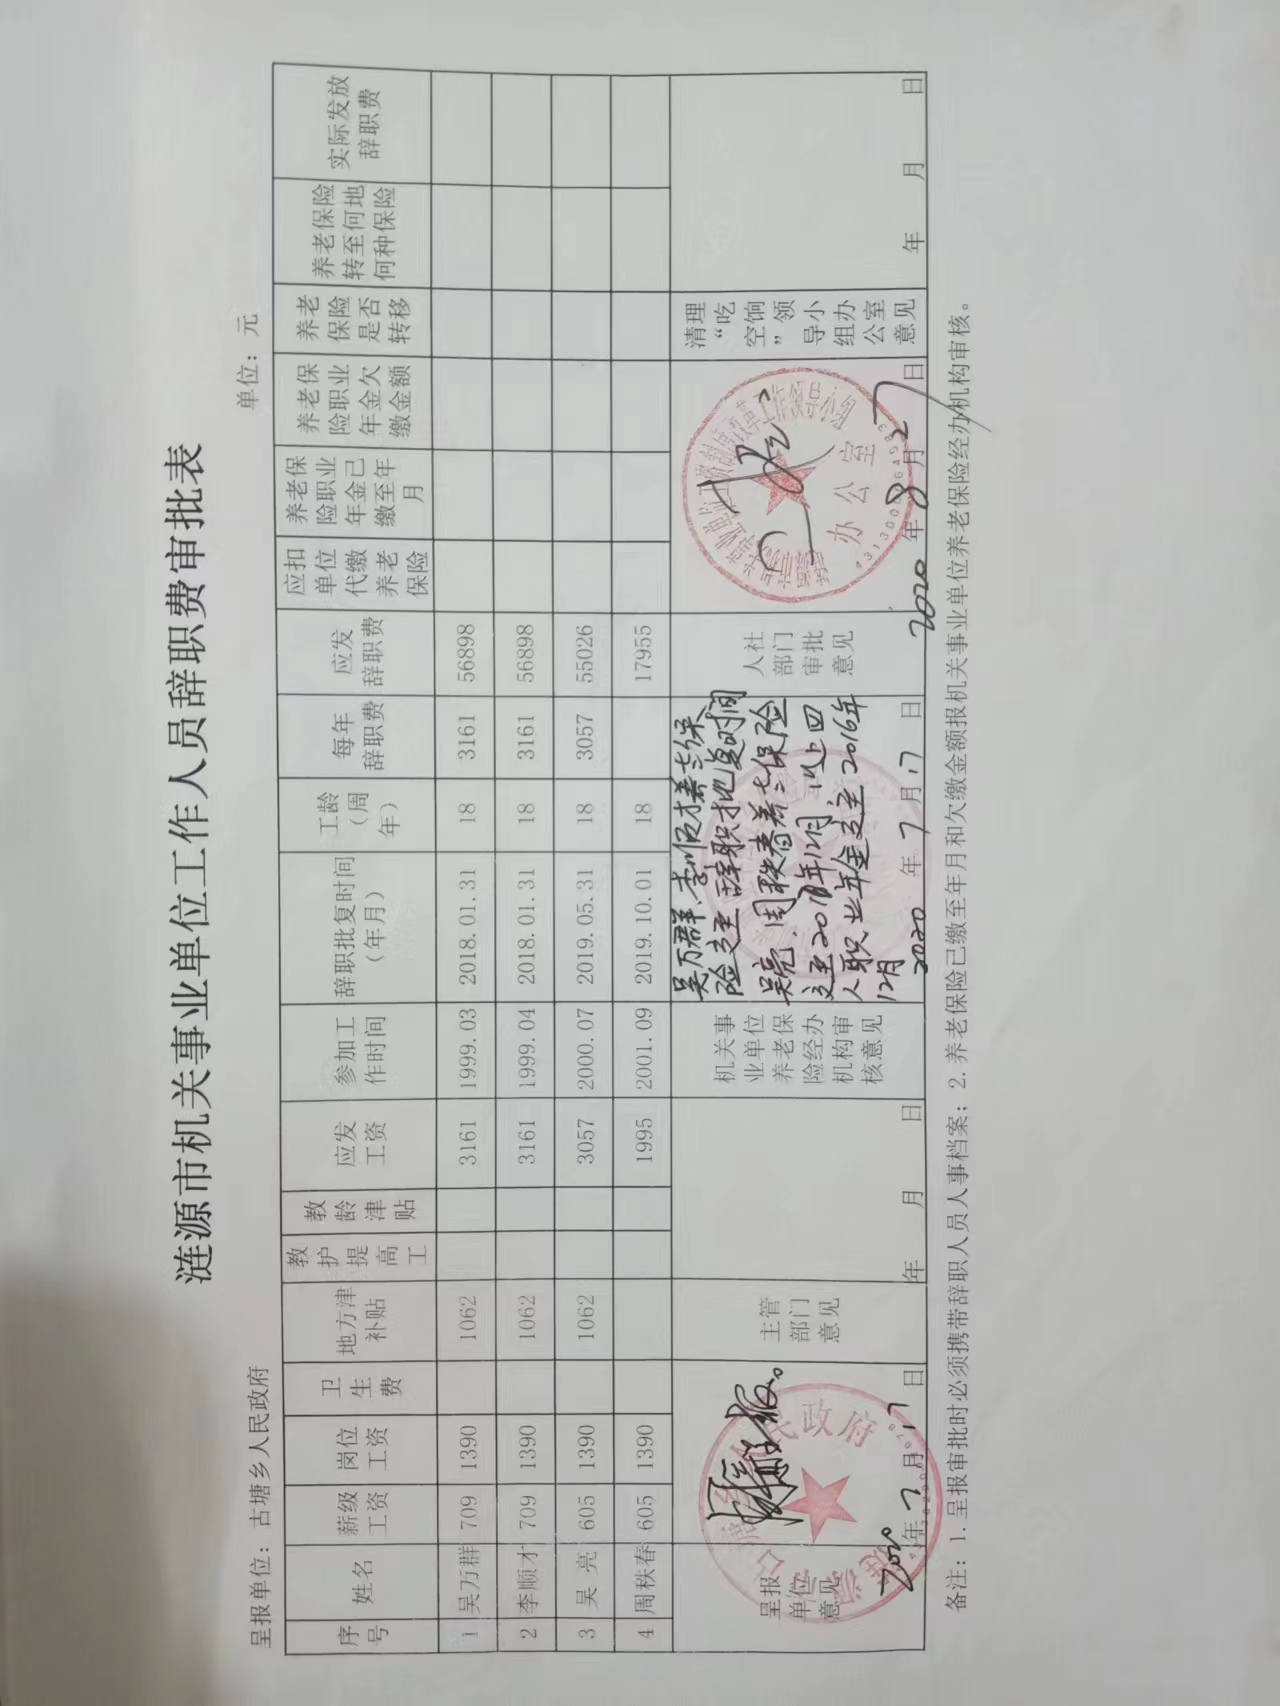 涟源市机关事业单位工作人员辞职费审批表
呈报单位：古塘乡人民政府 单位：元
序号 姓名 薪级工资 岗位工资 卫生费 地方津补贴 教护提高工 教龄津贴 应发工资 参加工作时间 辞职批复时间（年月） 工龄（周年） 每年辞职费 应发辞职费 应扣单位代缴养老保险 养老保险职业年金已缴至年月 养老保险职业年金欠缴金额 养老保险是否转移 养老保险转至何地何种保险 实际发放辞职费
1 吴万群 709 1390 1062 3161 1999.03 2018.01.31 18 3161 56898
2 李顺才 709 1390 1062 3161 1999.04 2018.01.31 18 3161 56898
3 吴亮 605 1390 1062 3057 2000.07 2019.05.31 18 3057 55026
4 周秩春 605 1390 1995 2001.09 2019.10.01 18 17955
呈报单位意见
2020年7月17日
主管部门意见
年 月 日
机关事业单位养老保险经办机构审核意见
吴万群、李顺才养老保
险交至辞职批复时间
吴亮、周秩春养老保险
交至2018年12月，以上四
人职业年金交至2016年
12月
2020年7月17日
人社部门审批意见
办公室
2020年8月27日
清理“吃空饷”领导小组办公室意见
年 月 日
备注：1.呈报审批时必须携带辞职人员人事档案；2.养老保险已缴至年月和欠缴金额报机关事业单位养老保险经办机构审核。